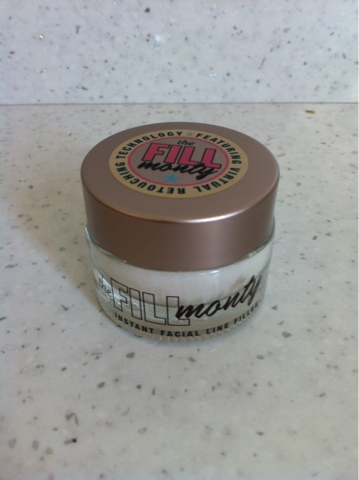 FEATURING VIRTUAL RETOUCHING TECHNOLOGY
the
FILL
monty
the
FILL monty
INSTANT FACIAL LINE FILLER